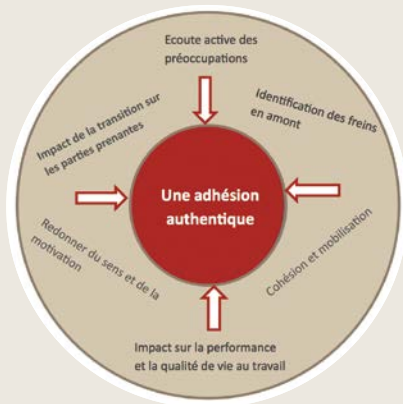 Ecoute active des
préoccupations
Identification des freins
en amont
Cohésion et mobilisation
Impact sur la performance
et la qualité de vie au travail
Redonner du sens et de la
motivation
Impact de la transition sur
les parties prenantes
Une adhésion
authentique